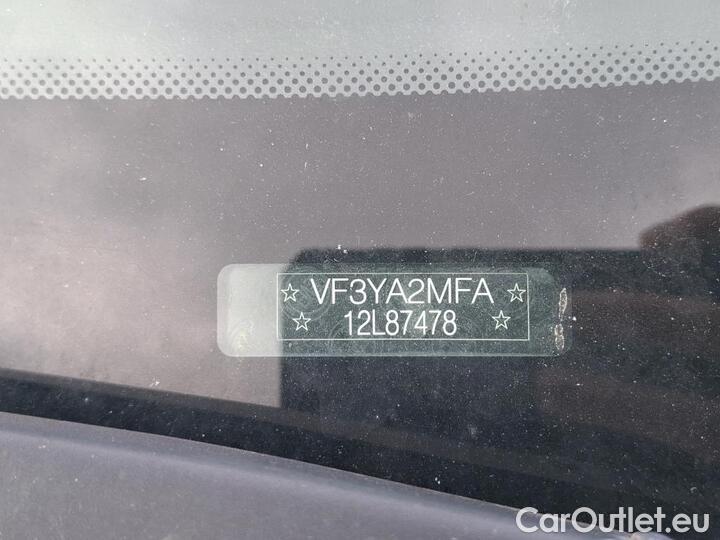 ☆ VF3YA2MFA ☆
☆ 12L87478 ☆
CarOutlet.eu